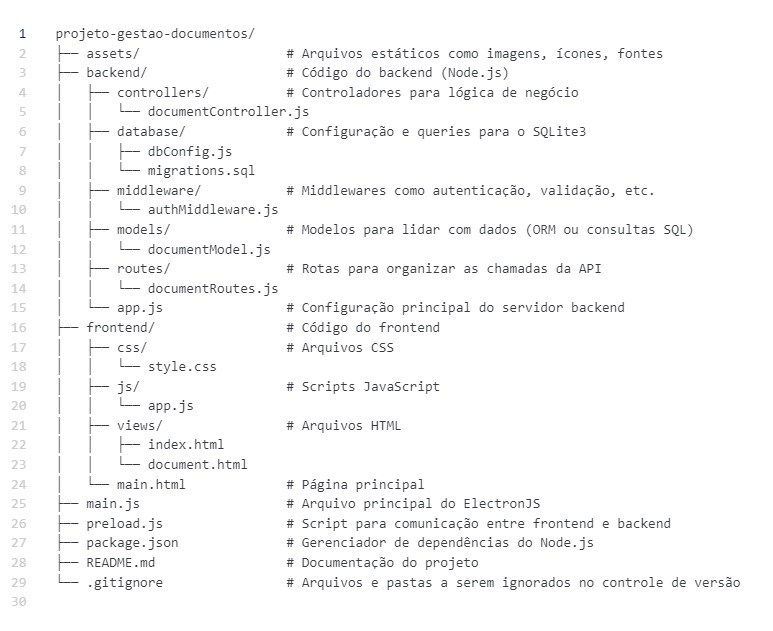 1 projeto-gestao-documentos/
2 ├── assets/ # Arquivos estáticos como imagens, ícones, fontes
3 ├── backend/ # Código do backend (Node.js)
4 │ ├── controllers/ # Controladores para lógica de negócio
5 │ │ └── documentController.js
6 │ ├── database/ # Configuração e queries para o SQLite3
7 │ │ ├── dbConfig.js
8 │ │ └── migrations.sql
9 │ ├── middleware/ # Middlewares como autenticação, validação, etc.
10 │ │ └── authMiddleware.js
11 │ ├── models/ # Modelos para lidar com dados (ORM ou consultas SQL)
12 │ │ └── documentModel.js
13 │ ├── routes/ # Rotas para organizar as chamadas da API
14 │ │ └── documentRoutes.js
15 │ └── app.js # Configuração principal do servidor backend
16 ├── frontend/ # Código do frontend
17 │ ├── css/ # Arquivos CSS
18 │ │ └── style.css
19 │ ├── js/ # Scripts JavaScript
20 │ │ └── app.js
21 │ ├── views/ # Arquivos HTML
22 │ │ ├── index.html
23 │ │ └── document.html
24 │ └── main.html # Página principal
25 ├── main.js # Arquivo principal do ElectronJS
26 ├── preload.js # Script para comunicação entre frontend e backend
27 ├── package.json # Gerenciador de dependências do Node.js
28 ├── README.md # Documentação do projeto
29 └── .gitignore # Arquivos e pastas a serem ignorados no controle de versão
30